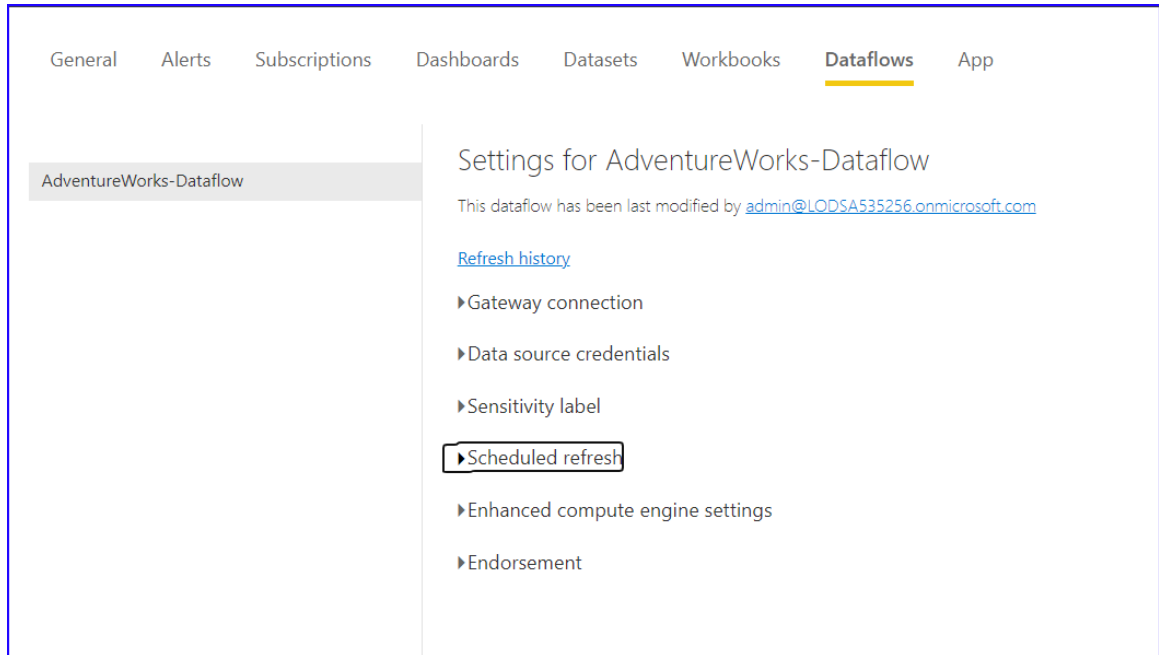 General Alerts Subscriptions Dashboards Datasets Workbooks Dataflows App
AdventureWorks-Dataflow
Settings for AdventureWorks-Dataflow
This dataflow has been last modified by admin@LODSA535256.onmicrosoft.com
Refresh history
Gateway connection
Data source credentials
Sensitivity label
Scheduled refresh
Enhanced compute engine settings
Endorsement